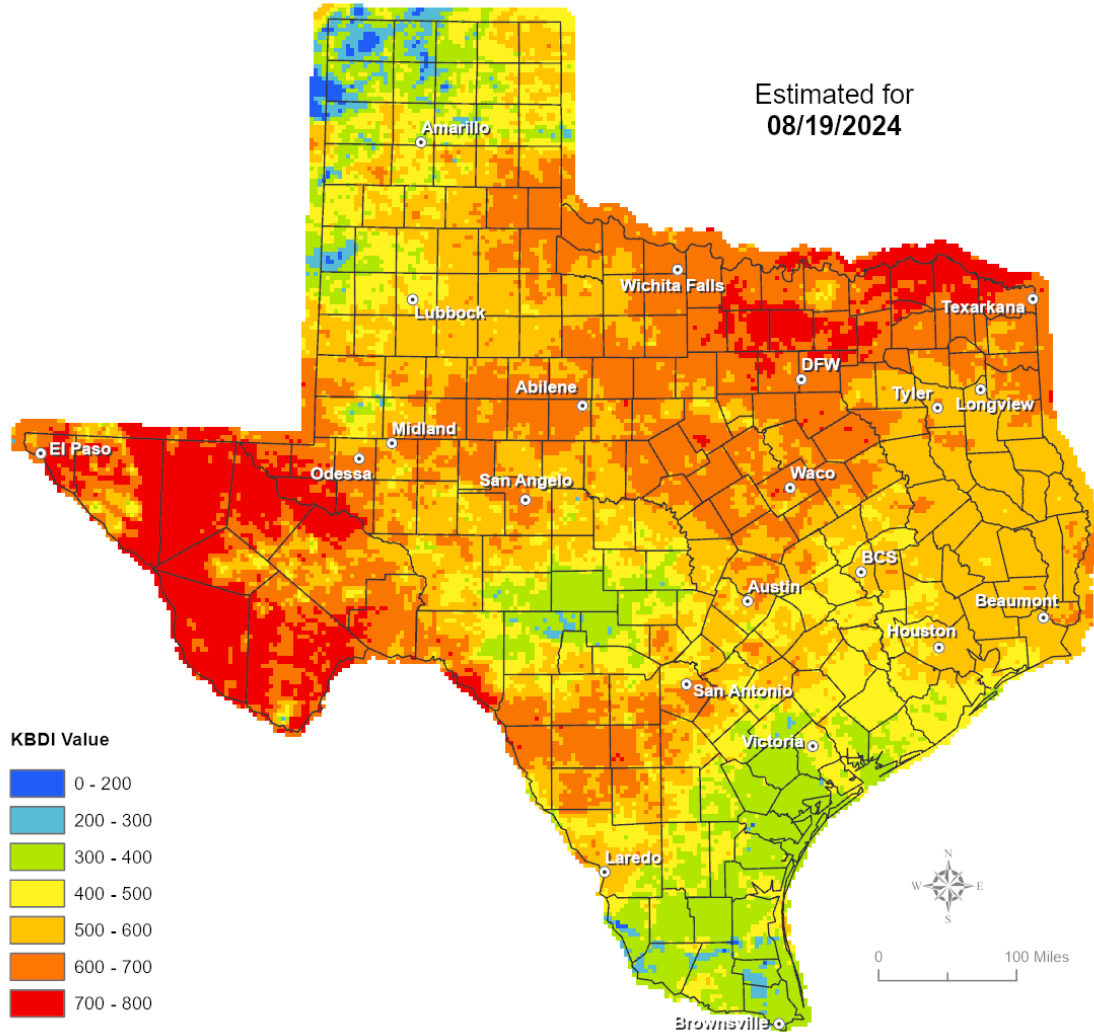 Estimated for
08/19/2024
Amarillo
Wichita Falls
Lubbock
Texarkana
DFW
Abilene
Tyler
Longview
Midland
El Paso
Odessa
San Angelo
Waco
BCS
Austin
Beaumont
Houston
San Antonio
Victoria
Laredo
Brownsville
KBDI Value
0 - 200
200 - 300
300 - 400
400 - 500
500 - 600
600 - 700
700 - 800
N
W E
S
0 100 Miles